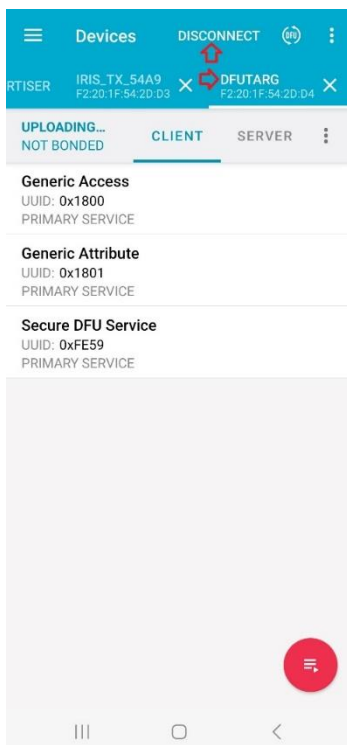 Devices DISCONNECT DFU
RTISER IRIS_TX_54A9 DFUTARG
F2:20:1F:54:2D:D3 F2:20:1F:54:2D:D4
UPLOADING... CLIENT SERVER
NOT BONDED
Generic Access
UUID: 0x1800
PRIMARY SERVICE
Generic Attribute
UUID: 0x1801
PRIMARY SERVICE
Secure DFU Service
UUID: 0xFE59
PRIMARY SERVICE